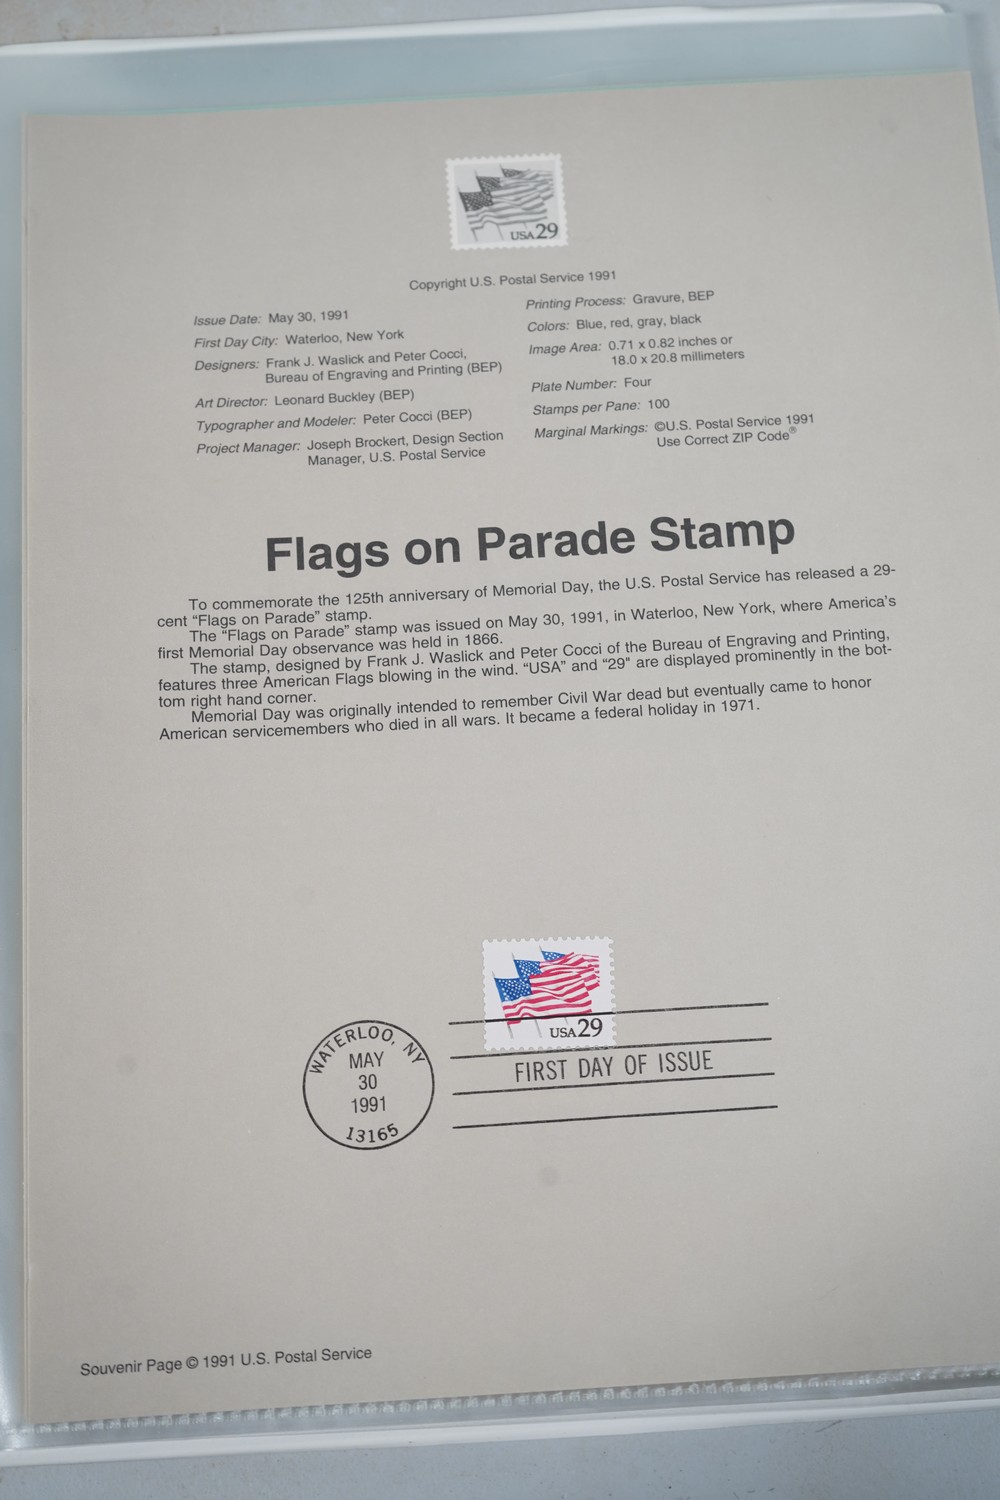 USA 29
Copyright U.S. Postal Service 1991
Issue Date: May 30, 1991
First Day City: Waterloo, New York
Designers: Frank J. Waslick and Peter Cocci,
Bureau of Engraving and Printing (BEP)
Art Director: Leonard Buckley (BEP)
Typographer and Modeler: Peter Cocci (BEP)
Project Manager: Joseph Brockert, Design Section
Manager, U.S. Postal Service
Printing Process: Gravure, BEP
Colors: Blue, red, gray, black
Image Area: 0.71 x 0.82 inches or
18.0 x 20.8 millimeters
Plate Number: Four
Stamps per Pane: 100
Marginal Markings: ©U.S. Postal Service 1991
Use Correct ZIP Code®
Flags on Parade Stamp
To commemorate the 125th anniversary of Memorial Day, the U.S. Postal Service has released a 29-
cent “Flags on Parade” stamp.
The “Flags on Parade” stamp was issued on May 30, 1991, in Waterloo, New York, where America's
first Memorial Day observance was held in 1866.
The stamp, designed by Frank J. Waslick and Peter Cocci of the Bureau of Engraving and Printing,
features three American Flags blowing in the wind. “USA” and “29" are displayed prominently in the bot-
tom right hand corner.
Memorial Day was originally intended to remember Civil War dead but eventually came to honor
American servicemembers who died in all wars. It became a federal holiday in 1971.
USA 29
WATERLOO, NY
MAY
30
1991
13165
FIRST DAY OF ISSUE
Souvenir Page © 1991 U.S. Postal Service